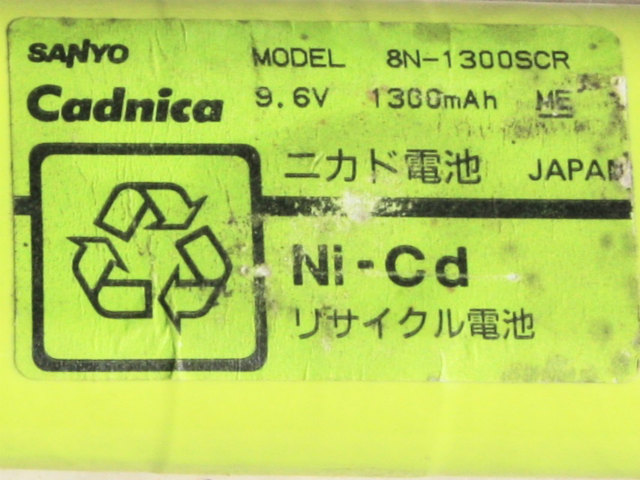 SANYO MODEL 8N-1300SCR
Cadnica 9.6V 1300mAh ME
ニカド電池 JAPAN
Ni-Cd
リサイクル電池